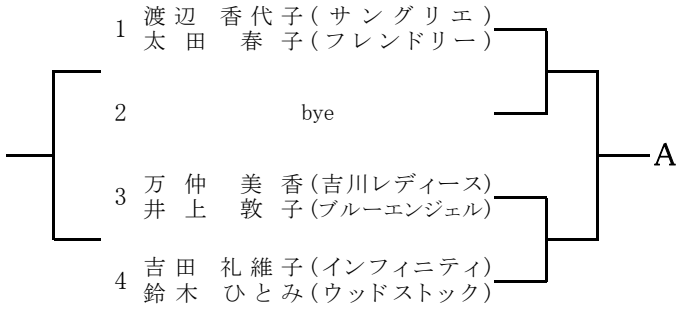 1 渡辺 香代子(サングリエ)
太田 春子(フレンドリー)
2 bye
A
3 万仲 美香(吉川レディース)
井上 敦子(ブルーエンジェル)
4 吉田 礼維子(インフィニティ)
鈴木 ひとみ(ウッドストック)